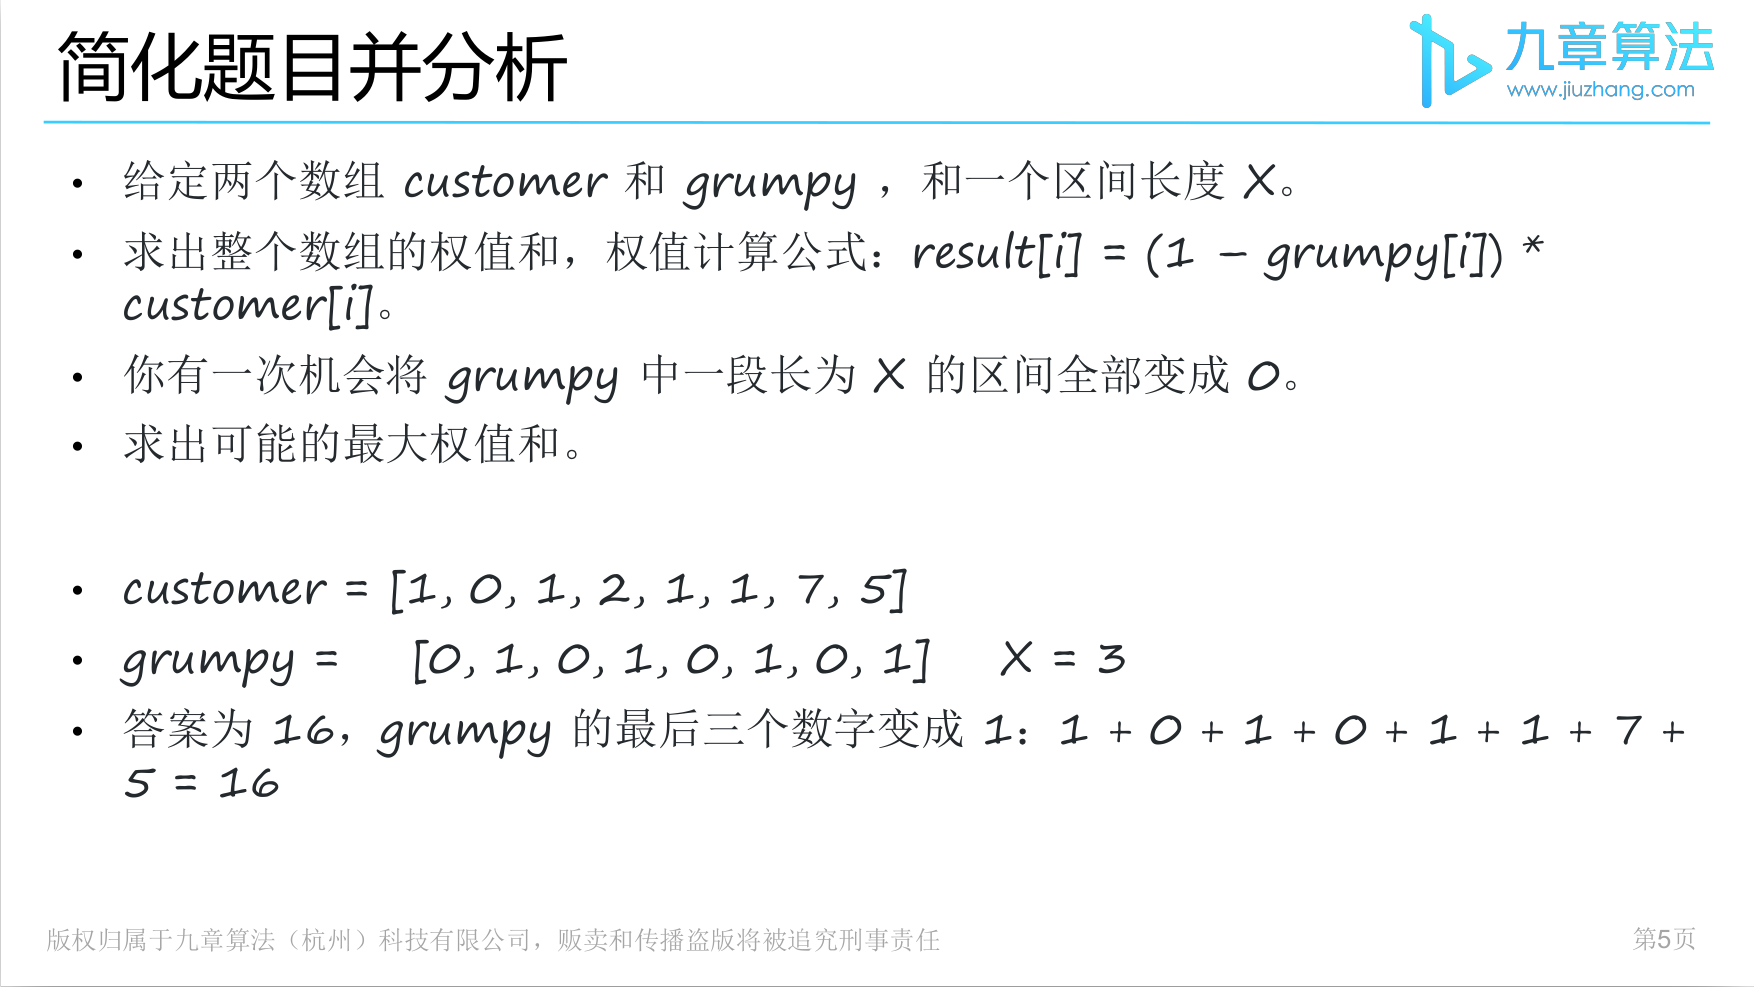 简化题目并分析
九章算法
www.jiuzhang.com
• 给定两个数组 customer 和 grumpy ，和一个区间长度 X。
• 求出整个数组的权值和，权值计算公式：result[i] = (1 – grumpy[i]) *
customer[i]。
• 你有一次机会将 grumpy 中一段长为 X 的区间全部变成 0。
• 求出可能的最大权值和。
• customer = [1, 0, 1, 2, 1, 1, 7, 5]
• grumpy = [0, 1, 0, 1, 0, 1, 0, 1] X = 3
• 答案为 16，grumpy 的最后三个数字变成 1：1 + 0 + 1 + 0 + 1 + 1 + 7 +
5 = 16
版权归属于九章算法（杭州）科技有限公司，贩卖和传播盗版将被追究刑事责任
第5页